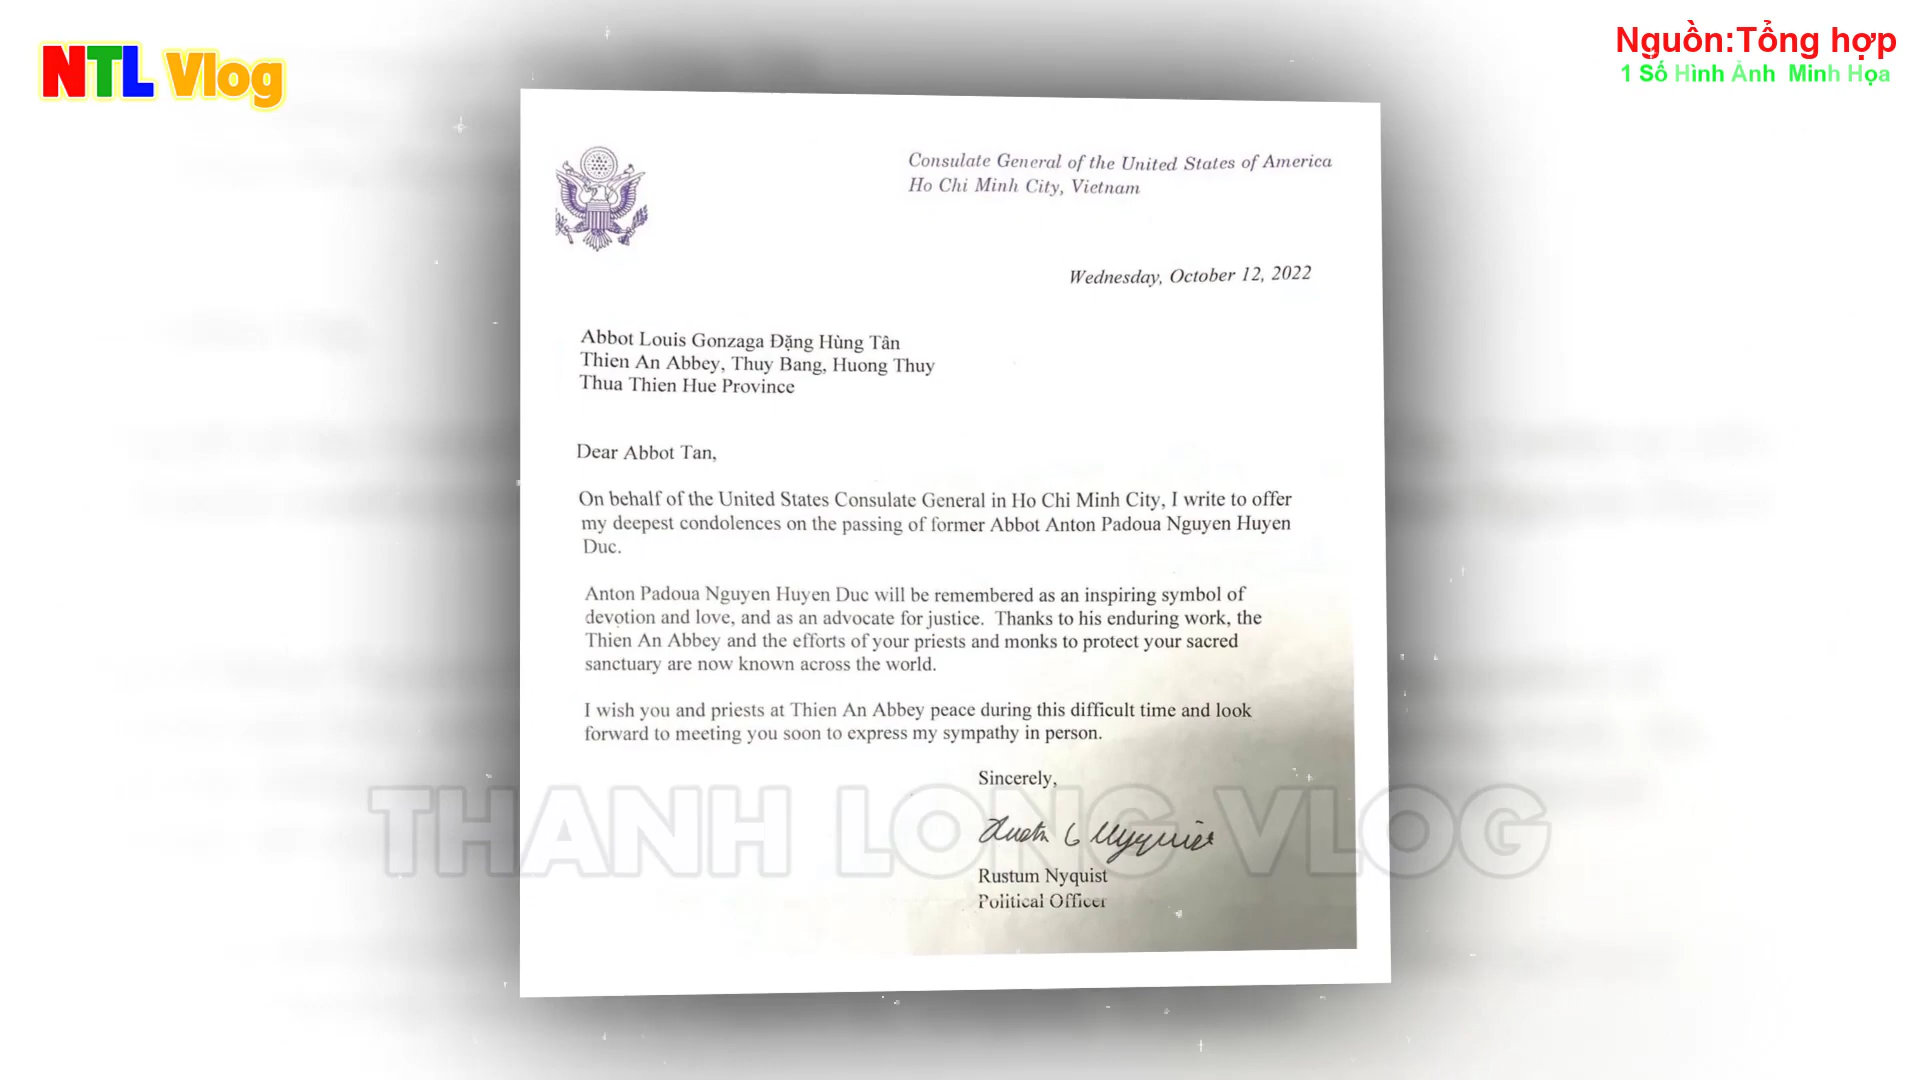 NTL Vlog
Nguồn:Tổng hợp
1 Số Hình Ảnh Minh Họa
Consulate General of the United States of America
Ho Chi Minh City, Vietnam
Wednesday, October 12, 2022
Abbot Louis Gonzaga Đặng Hùng Tân
Thien An Abbey, Thuy Bang, Huong Thuy
Thua Thien Hue Province
Dear Abbot Tan,
On behalf of the United States Consulate General in Ho Chi Minh City, I write to offer
my deepest condolences on the passing of former Abbot Anton Padoua Nguyen Huyen
Duc.
Anton Padoua Nguyen Huyen Duc will be remembered as an inspiring symbol of
devotion and love, and as an advocate for justice. Thanks to his enduring work, the
Thien An Abbey and the efforts of your priests and monks to protect your sacred
sanctuary are now known across the world.
I wish you and priests at Thien An Abbey peace during this difficult time and look
forward to meeting you soon to express my sympathy in person.
Sincerely,
THANH LONG VLOG
Rustum Nyquist
Political Officer